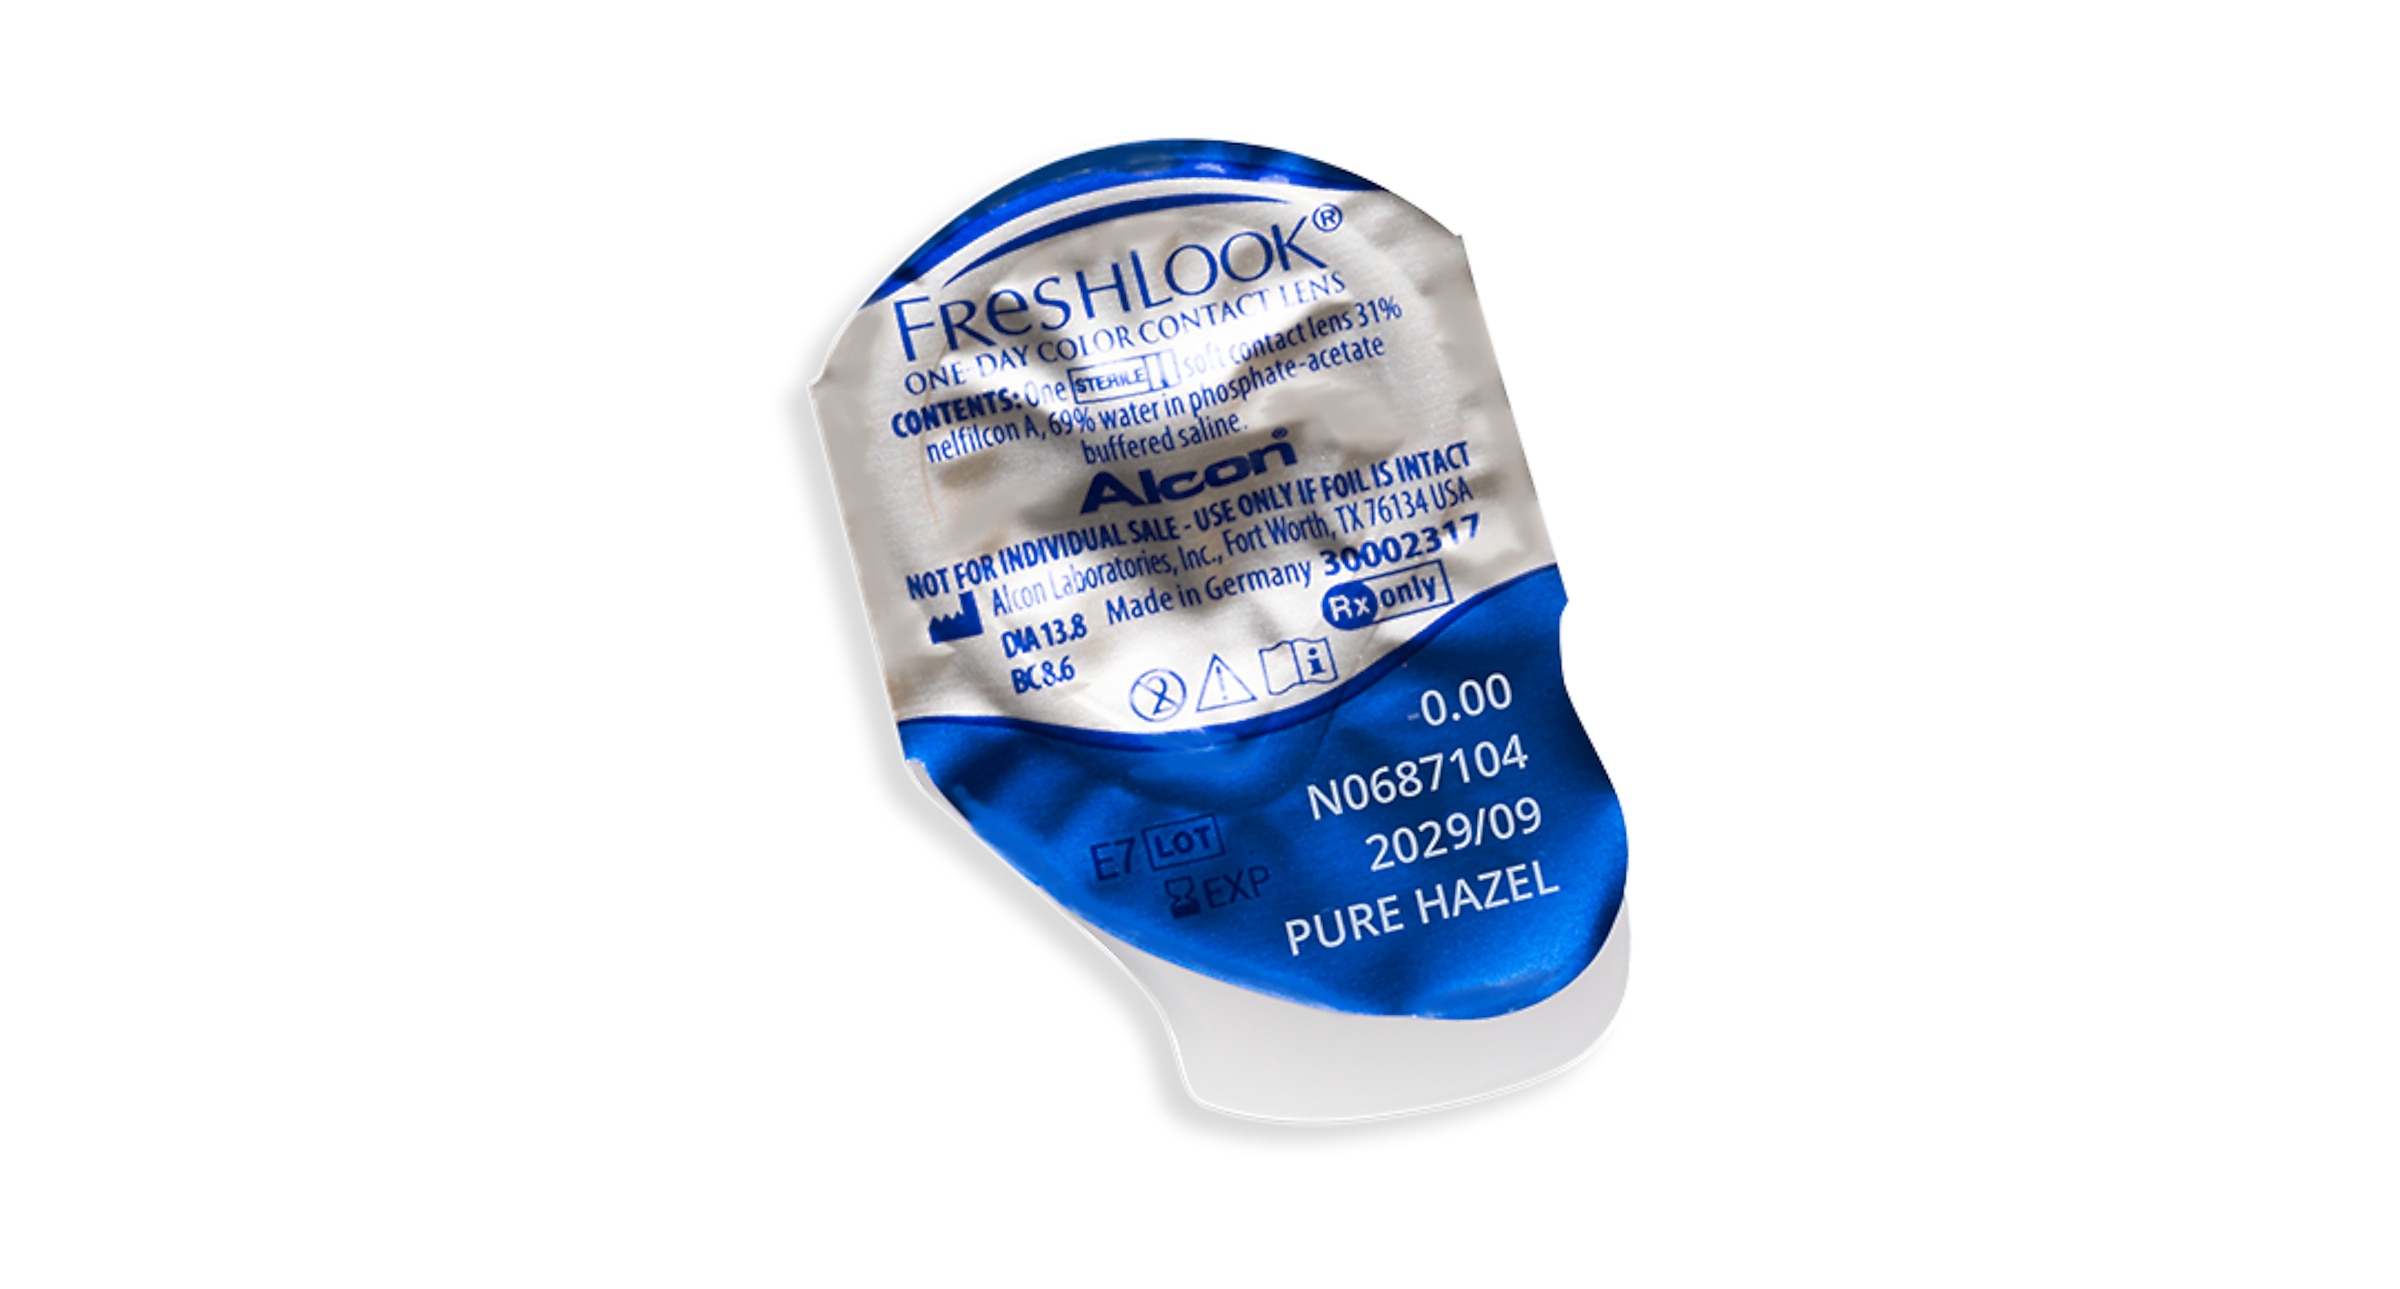 FRESHLOOK®
ONE-DAY COLOR CONTACT LENS
CONTENTS: One STERILE soft contact lens 31%
nelfilcon A, 69% water in phosphate-acetate
buffered saline.
Alcon®
NOT FOR INDIVIDUAL SALE - USE ONLY IF FOIL IS INTACT
Alcon Laboratories, Inc., Fort Worth, TX 76134 USA
DIA 13.8 Made in Germany 30002317
BC 8.6 Rx only
-0.00
N0687104
E7 LOT
2029/09
EXP
PURE HAZEL